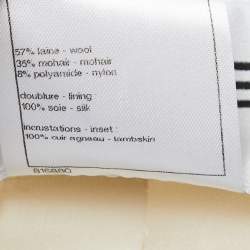 57% laine - wool
35% mohair - mohair
8% polyamide - nylon
doublure - lining :
100% soie - silk
incrustations - inset :
100% cuir agneau - lambskin